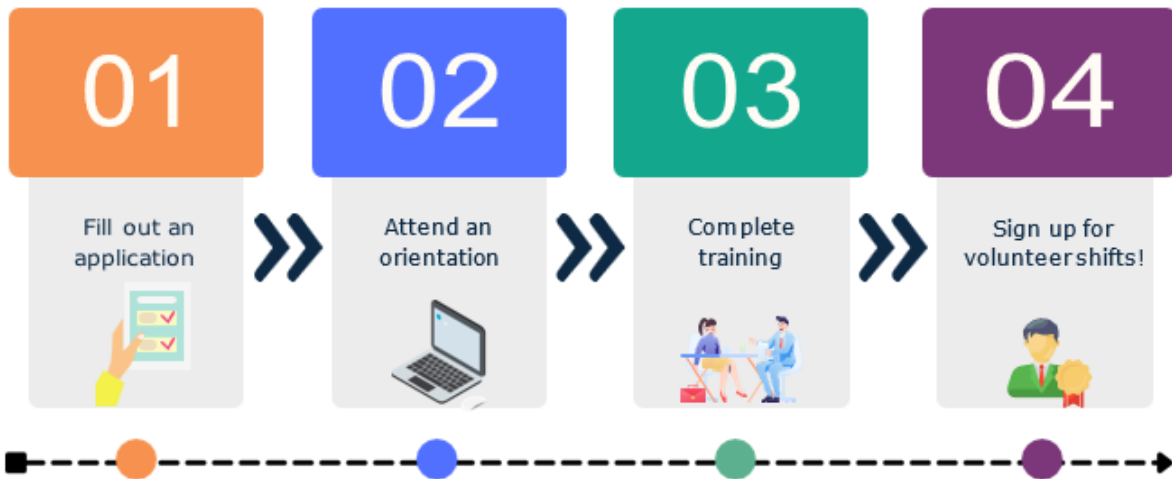 01
02
03
04
Fill out an
application
Attend an
orientation
Complete
training
Sign up for
volunteer shifts!